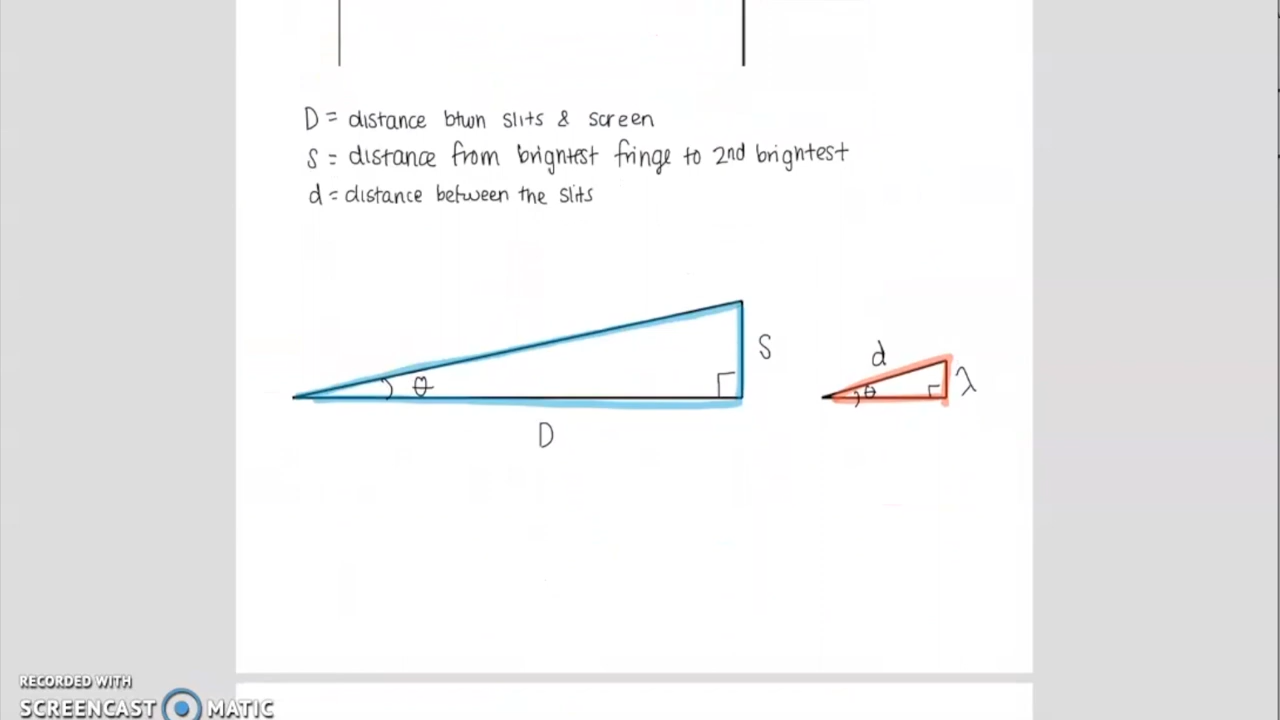 D = distance btwn slits & screen
S = distance from brightest fringe to 2nd brightest
d = distance between the slits
S
d
θ
θ
λ
D
RECORDED WITH
SCREENCAST MATIC